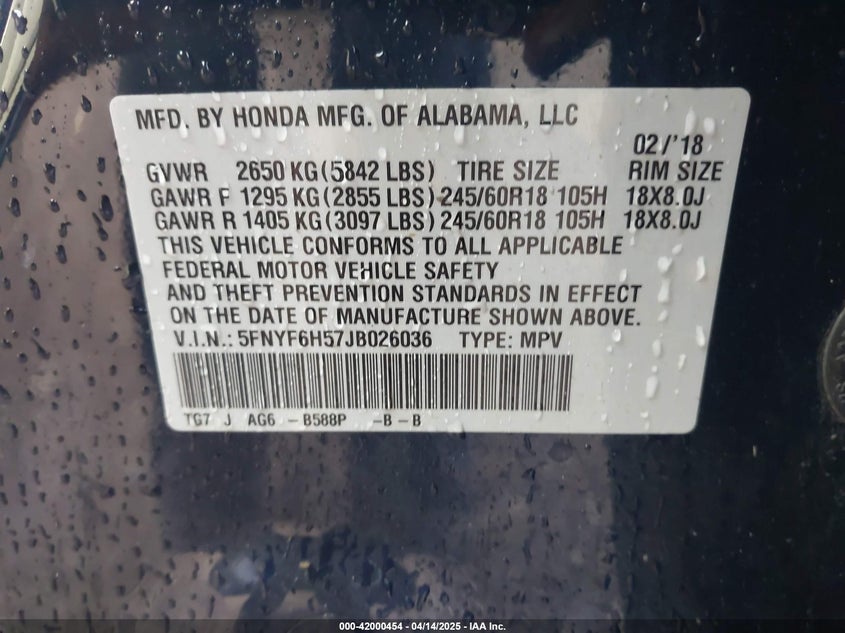 MFD. BY HONDA MFG. OF ALABAMA, LLC
02/'18
GVWR 2650 KG (5842 LBS) TIRE SIZE RIM SIZE
GAWR F 1295 KG (2855 LBS) 245/60R18 105H 18X8.0J
GAWR R 1405 KG (3097 LBS) 245/60R18 105H 18X8.0J
THIS VEHICLE CONFORMS TO ALL APPLICABLE
FEDERAL MOTOR VEHICLE SAFETY
AND THEFT PREVENTION STANDARDS IN EFFECT
ON THE DATE OF MANUFACTURE SHOWN ABOVE.
V.I.N.: 5FNYF6H57JB026036 TYPE: MPV
TG7 J AG6 - B588P - B - B
000-42000454 / 04/14/2025 - IAA Inc.